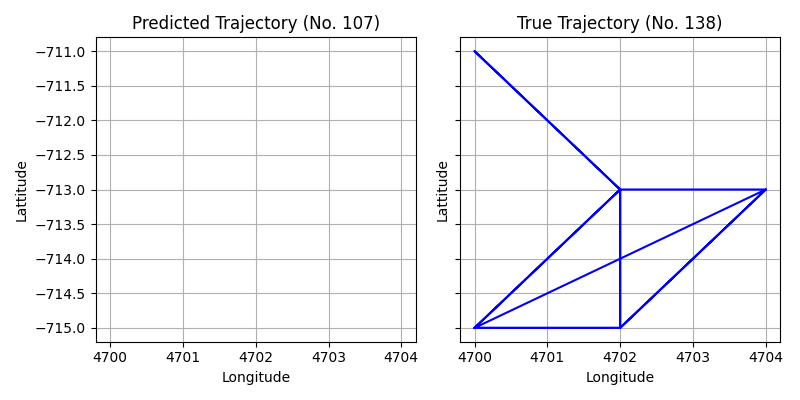 Predicted Trajectory (No. 107)
−711.0
−711.5
−712.0
−712.5
−713.0
−713.5
−714.0
−714.5
−715.0
Lattitude
4700 4701 4702 4703 4704
Longitude
True Trajectory (No. 138)
Lattitude
4700 4701 4702 4703 4704
Longitude